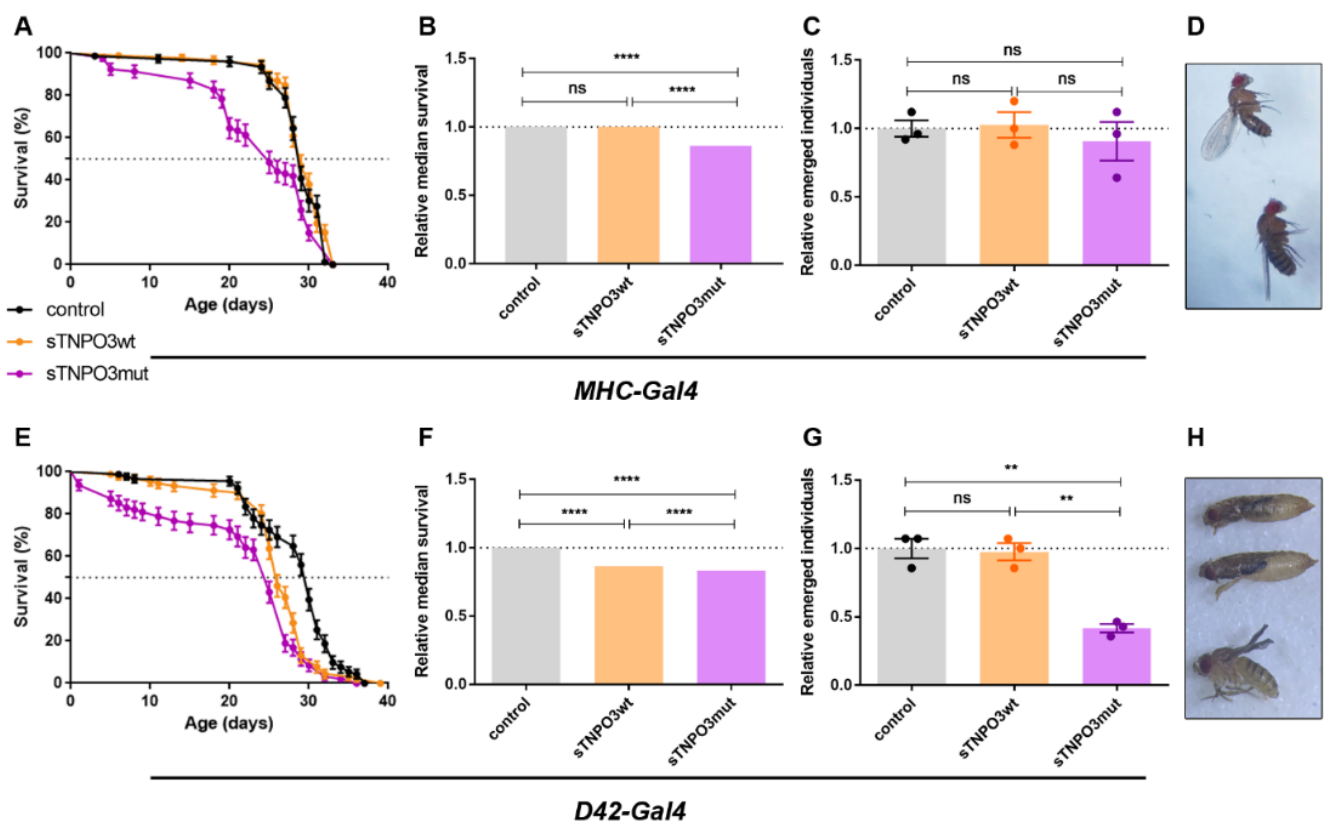 A
Survival (%)
100
80
60
40
20
0
0 10 20 30 40
Age (days)
B
Relative median survival
1.5
1.0
0.5
0.0
****
ns
****
control
sTNPO3wt
sTNPO3mut
C
Relative emerged individuals
1.5
1.0
0.5
0.0
ns
ns
ns
control
sTNPO3wt
sTNPO3mut
D
control
sTNPO3wt
sTNPO3mut
MHC-Gal4
E
Survival (%)
100
80
60
40
20
0
0 10 20 30 40
Age (days)
F
Relative median survival
1.5
1.0
0.5
0.0
****
****
****
control
sTNPO3wt
sTNPO3mut
G
Relative emerged individuals
1.5
1.0
0.5
0.0
**
ns
**
control
sTNPO3wt
sTNPO3mut
H
D42-Gal4